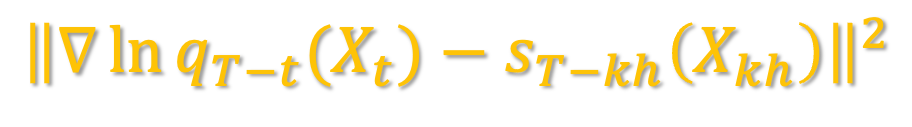 ‖∇ ln q_{T−t}(X_t) − s_{T−kh}(X_{kh})‖²